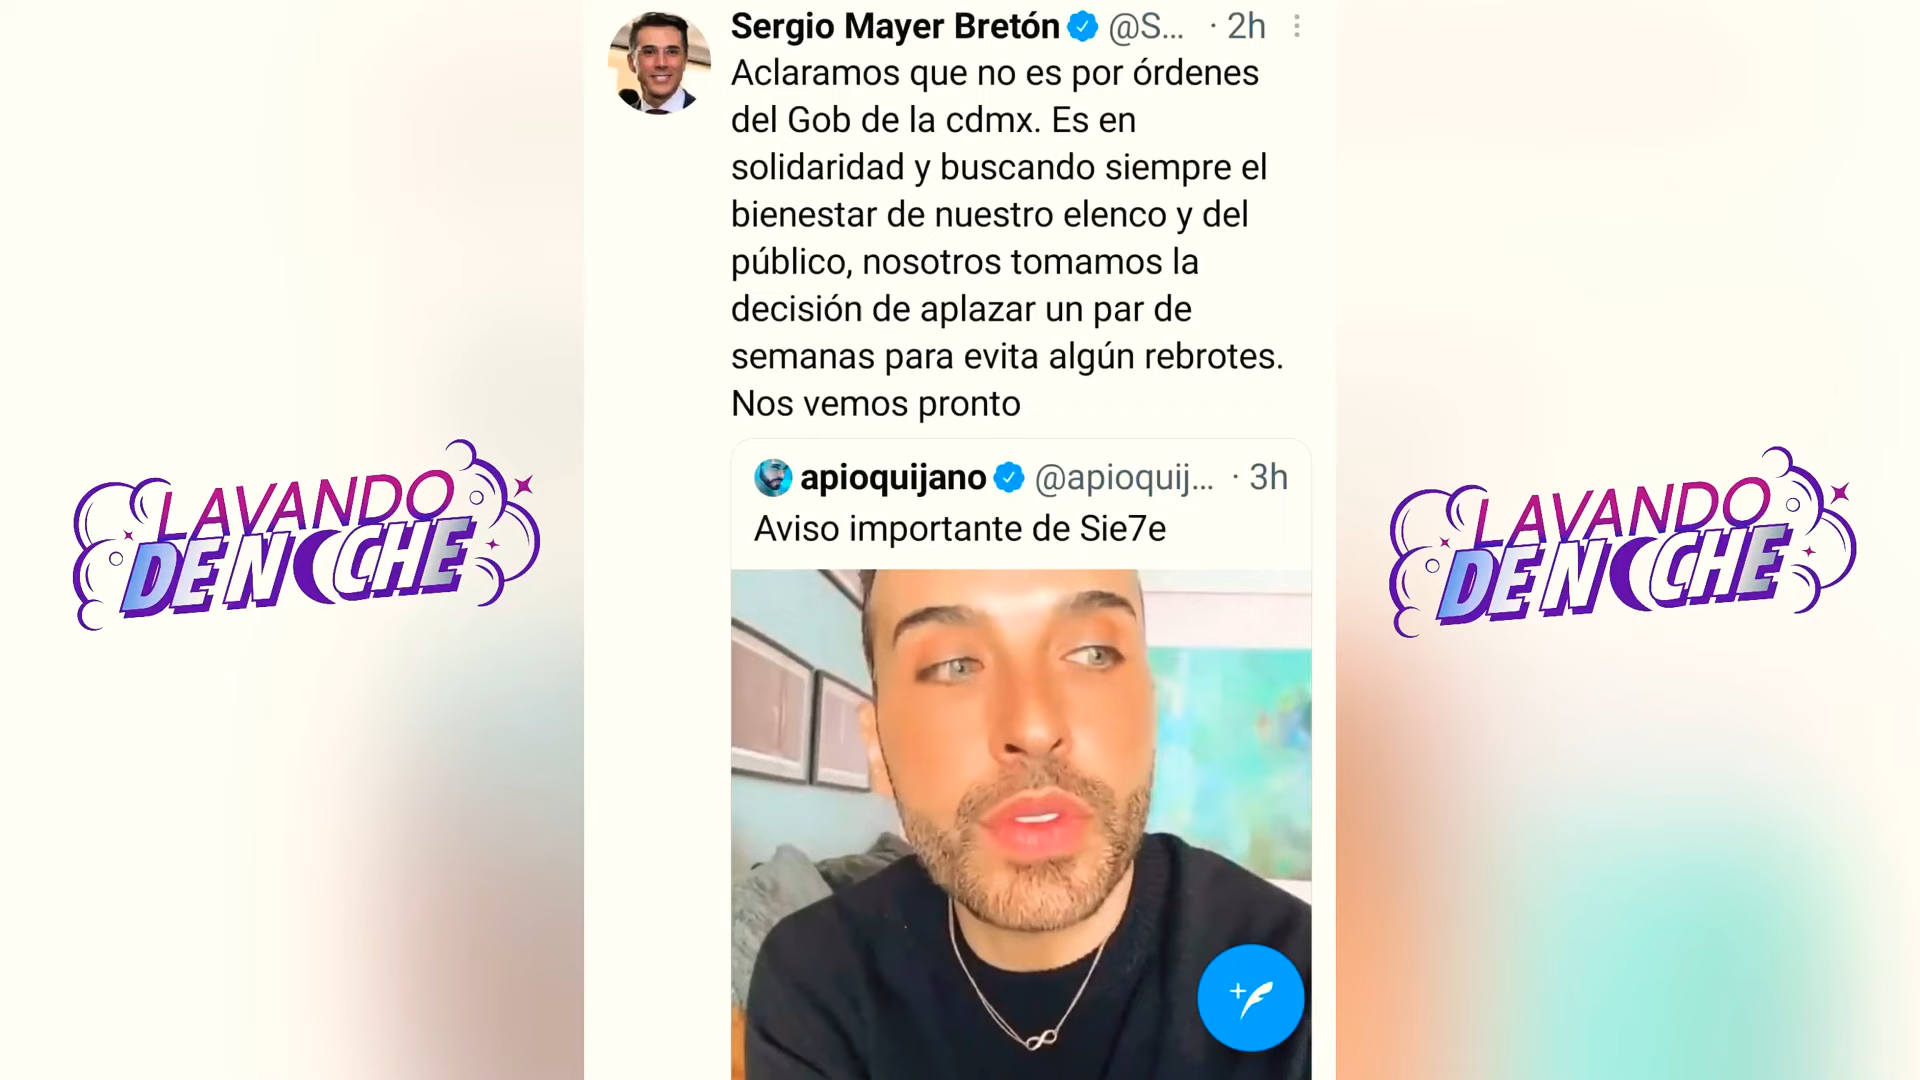 Sergio Mayer Bretón @S... · 2h
Aclaramos que no es por órdenes
del Gob de la cdmx. Es en
solidaridad y buscando siempre el
bienestar de nuestro elenco y del
público, nosotros tomamos la
decisión de aplazar un par de
semanas para evita algún rebrotes.
Nos vemos pronto
apioquijano @apioquij... · 3h
Aviso importante de Sie7e
LAVANDO
DE NOCHE
LAVANDO
DE NOCHE